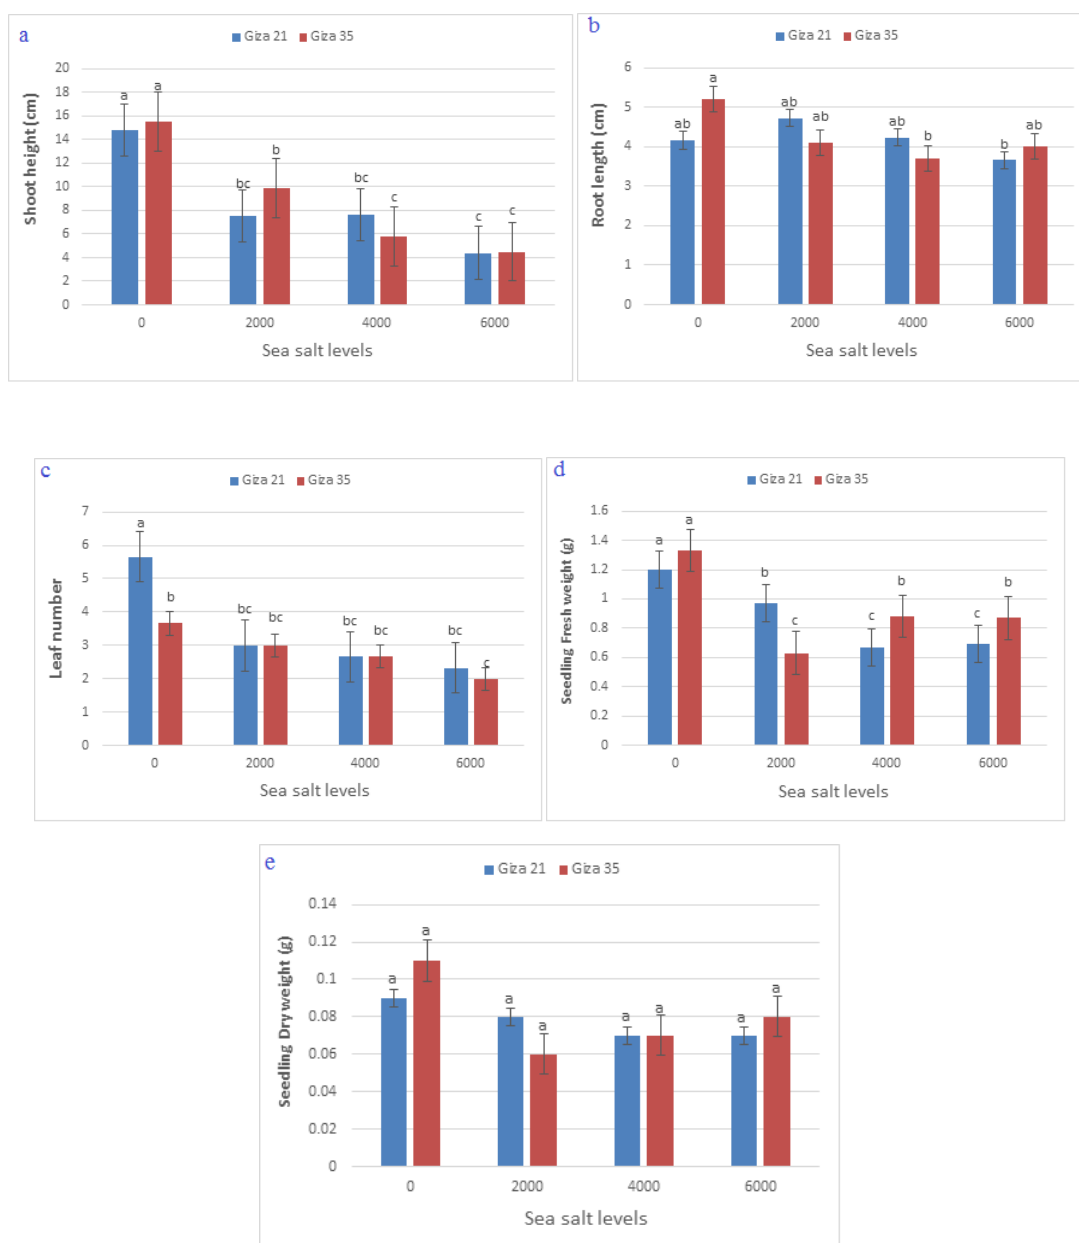 a
Giza 21 Giza 35
Shoot height (cm)
20
18
16
14
12
10
8
6
4
2
0
a a
bc b
bc c
c c
0 2000 4000 6000
Sea salt levels
b
Giza 21 Giza 35
Root length (cm)
6
5
4
3
2
1
0
ab a
ab ab
ab b
b ab
0 2000 4000 6000
Sea salt levels
c
Giza 21 Giza 35
Leaf number
7
6
5
4
3
2
1
0
a b
bc bc
bc bc
bc c
0 2000 4000 6000
Sea salt levels
d
Giza 21 Giza 35
Seedling Fresh weight (g)
1.6
1.4
1.2
1
0.8
0.6
0.4
0.2
0
a a
b c
c b
c b
0 2000 4000 6000
Sea salt levels
e
Giza 21 Giza 35
Seedling Dry weight (g)
0.14
0.12
0.1
0.08
0.06
0.04
0.02
0
a a
a a
a a
a a
0 2000 4000 6000
Sea salt levels